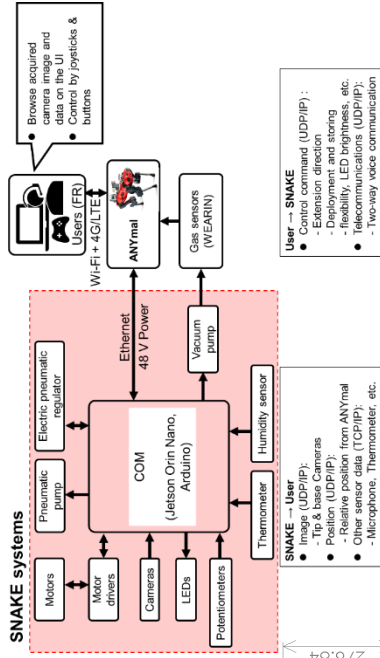 SNAKE systems
Motors
Pneumatic
pump
Electric pneumatic
regulator
Motor
drivers
Cameras
LEDs
Potentiometers
COM
(Jetson Orin Nano,
Arduino)
Thermometer
Humidity sensor
Ethernet
48 V Power
Vacuum
pump
Gas sensors
(WEARIN)
ANYmal
Wi-Fi + 4G/LTE
Users (FR)
● Browse acquired
camera image and
data on the UI
● Control by joysticks &
buttons
SNAKE → User
● Image (UDP/IP):
- Tip & base Cameras
● Position (UDP/IP):
- Relative position from ANYmal
● Other sensor data (TCP/IP):
- Microphone, Thermometer, etc.
User → SNAKE
● Control command (UDP/IP) :
- Extension direction
- Deployment and storing
- flexibility, LED brightness, etc.
● Telecommunications (UDP/IP):
- Two-way voice communication